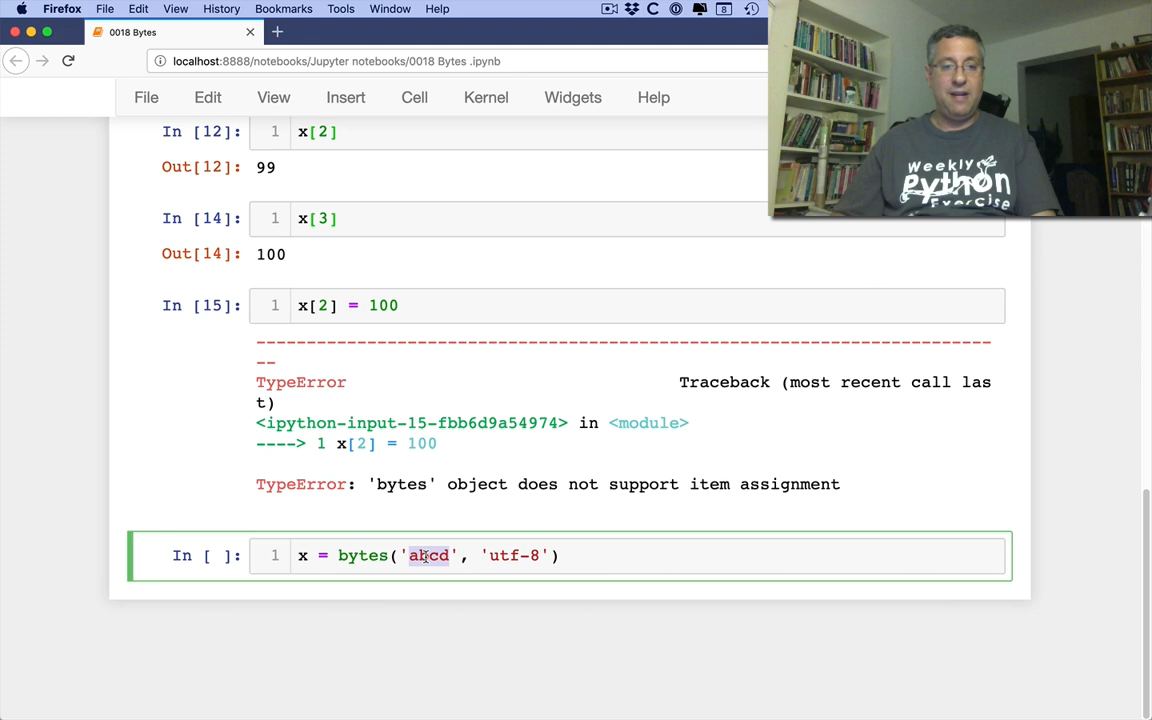 Firefox File Edit View History Bookmarks Tools Window Help
0018 Bytes
localhost:8888/notebooks/Jupyter notebooks/0018 Bytes .ipynb
File Edit View Insert Cell Kernel Widgets Help
In [12]: 1 x[2]
Out[12]: 99
In [14]: 1 x[3]
Out[14]: 100
In [15]: 1 x[2] = 100
---------------------------------------------------------------------------
--
TypeError Traceback (most recent call las
t)
<ipython-input-15-fbb6d9a54974> in <module>
----> 1 x[2] = 100
TypeError: 'bytes' object does not support item assignment
In [ ]: 1 x = bytes('abcd', 'utf-8')
Weekly
Python
Exercise